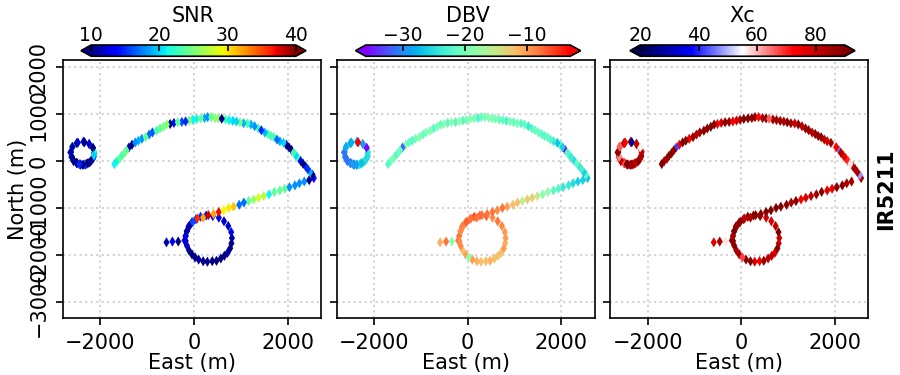 SNR DBV Xc
10 20 30 40 −30 −20 −10 20 40 60 80
2000
1000
0
−1000
−2000
−3000
North (m)
IR5211
−2000 0 2000 −2000 0 2000 −2000 0 2000
East (m) East (m) East (m)